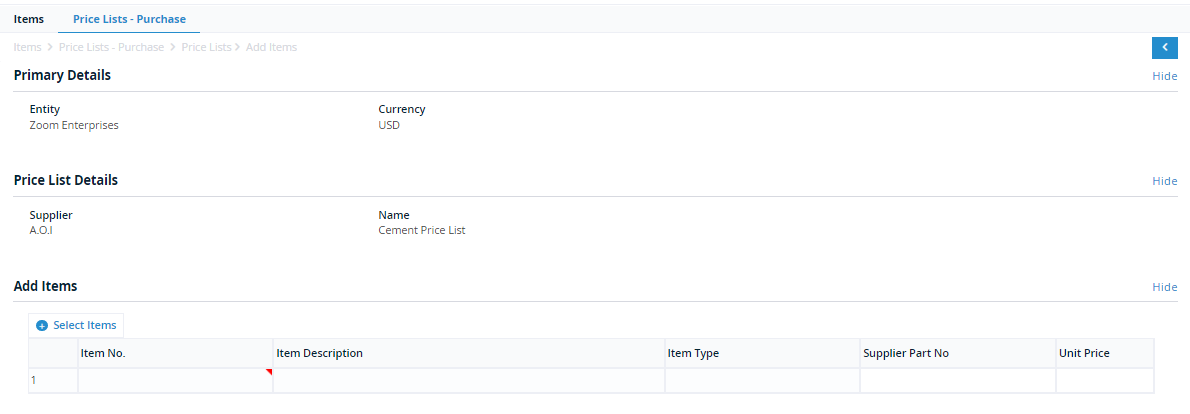 Items Price Lists - Purchase
Items > Price Lists - Purchase > Price Lists > Add Items
Primary Details Hide
Entity Currency
Zoom Enterprises USD
Price List Details Hide
Supplier Name
A.O.I Cement Price List
Add Items Hide
Select Items
Item No. Item Description Item Type Supplier Part No Unit Price
1